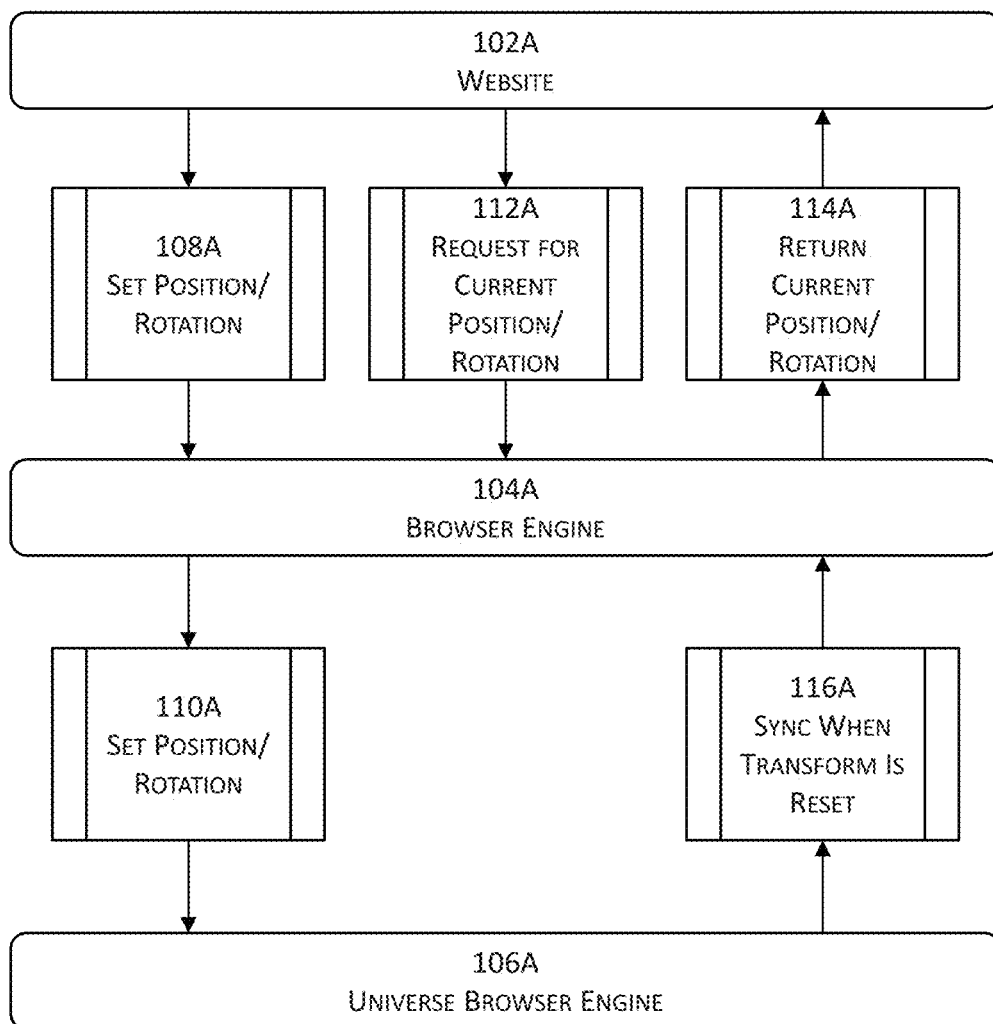 102A
Website
108A
Set Position/
Rotation
112A
Request for
Current
Position/
Rotation
114A
Return
Current
Position/
Rotation
104A
Browser Engine
110A
Set Position/
Rotation
116A
Sync When
Transform Is
Reset
106A
Universe Browser Engine